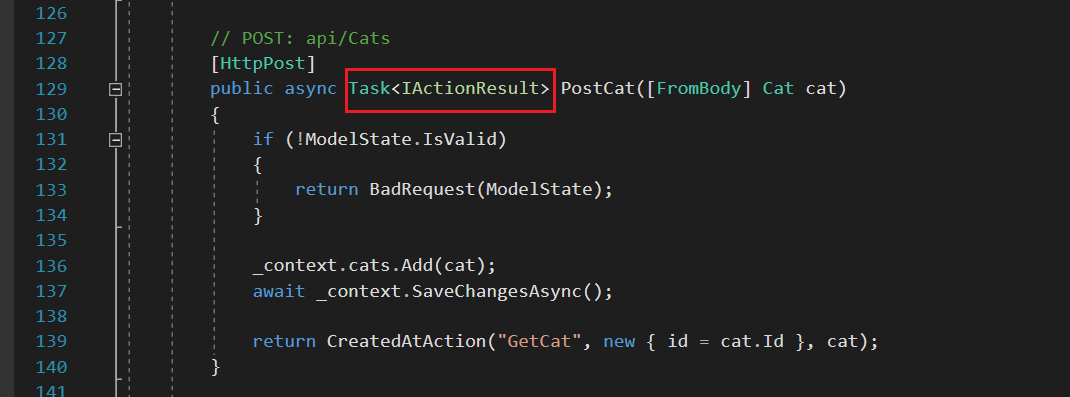 126
127 // POST: api/Cats
128 [HttpPost]
129 public async Task<IActionResult> PostCat([FromBody] Cat cat)
130 {
131 if (!ModelState.IsValid)
132 {
133 return BadRequest(ModelState);
134 }
135
136 _context.cats.Add(cat);
137 await _context.SaveChangesAsync();
138
139 return CreatedAtAction("GetCat", new { id = cat.Id }, cat);
140 }
141